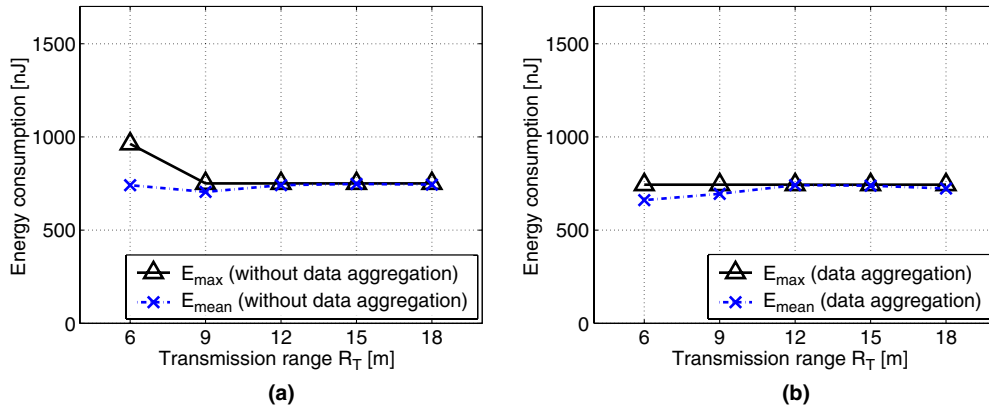 1500
1000
500
0
Energy consumption [nJ]
E_max (without data aggregation)
E_mean (without data aggregation)
6 9 12 15 18
Transmission range R_T [m]
(a)
1500
1000
500
0
Energy consumption [nJ]
E_max (data aggregation)
E_mean (data aggregation)
6 9 12 15 18
Transmission range R_T [m]
(b)